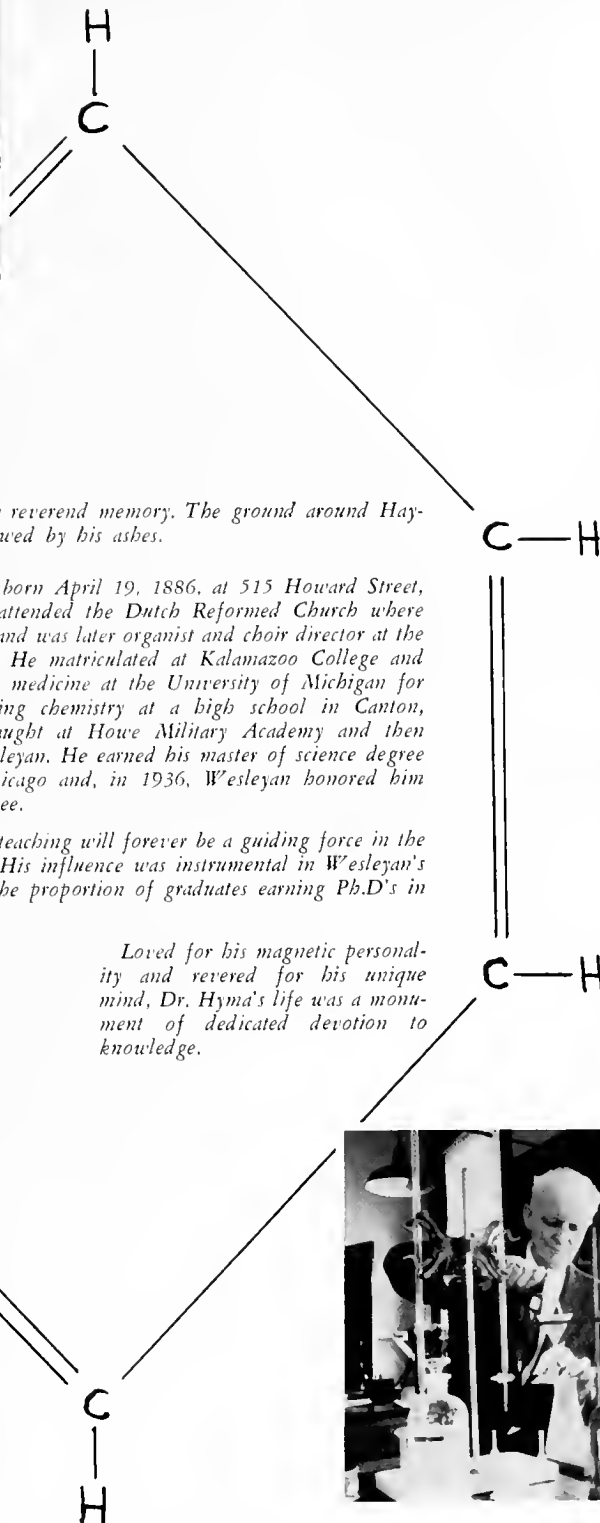 H
C
reverend memory. The ground around Hay-
wed by his ashes.
C—H
born April 19, 1886, at 515 Howard Street,
attended the Dutch Reformed Church where
and was later organist and choir director at the
He matriculated at Kalamazoo College and
medicine at the University of Michigan for
ing chemistry at a high school in Canton,
aught at Howe Military Academy and then
leyan. He earned his master of science degree
icago and, in 1936, Wesleyan honored him
ee.
teaching will forever be a guiding force in the
His influence was instrumental in Wesleyan's
he proportion of graduates earning Ph.D's in
Loved for his magnetic personal-
ity and revered for his unique
mind, Dr. Hyma's life was a monu-
ment of dedicated devotion to
knowledge.
C—H
C
H